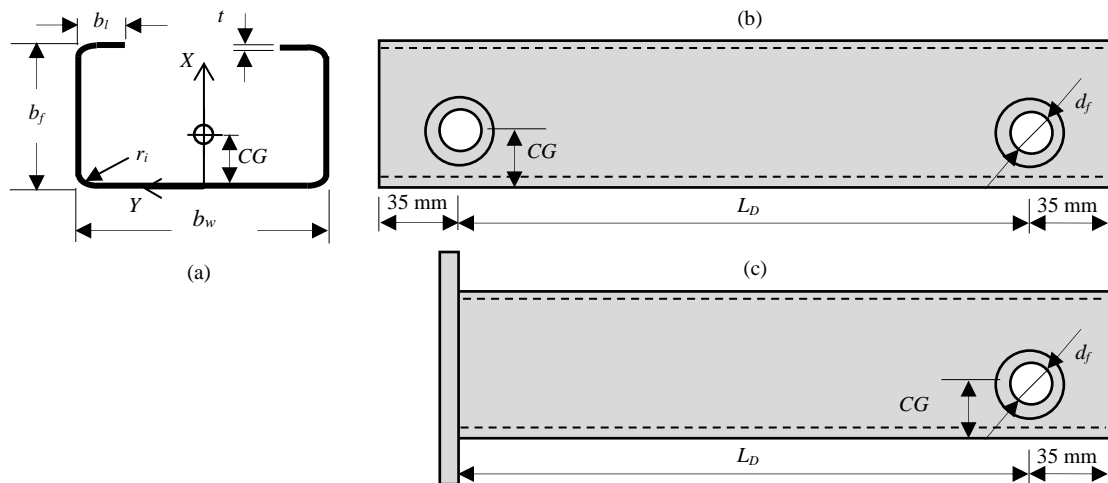 b_l
t
(b)
X
b_f
d_f
r_i
CG
CG
Y
35 mm
L_D
35 mm
b_w
(a)
(c)
d_f
CG
L_D
35 mm